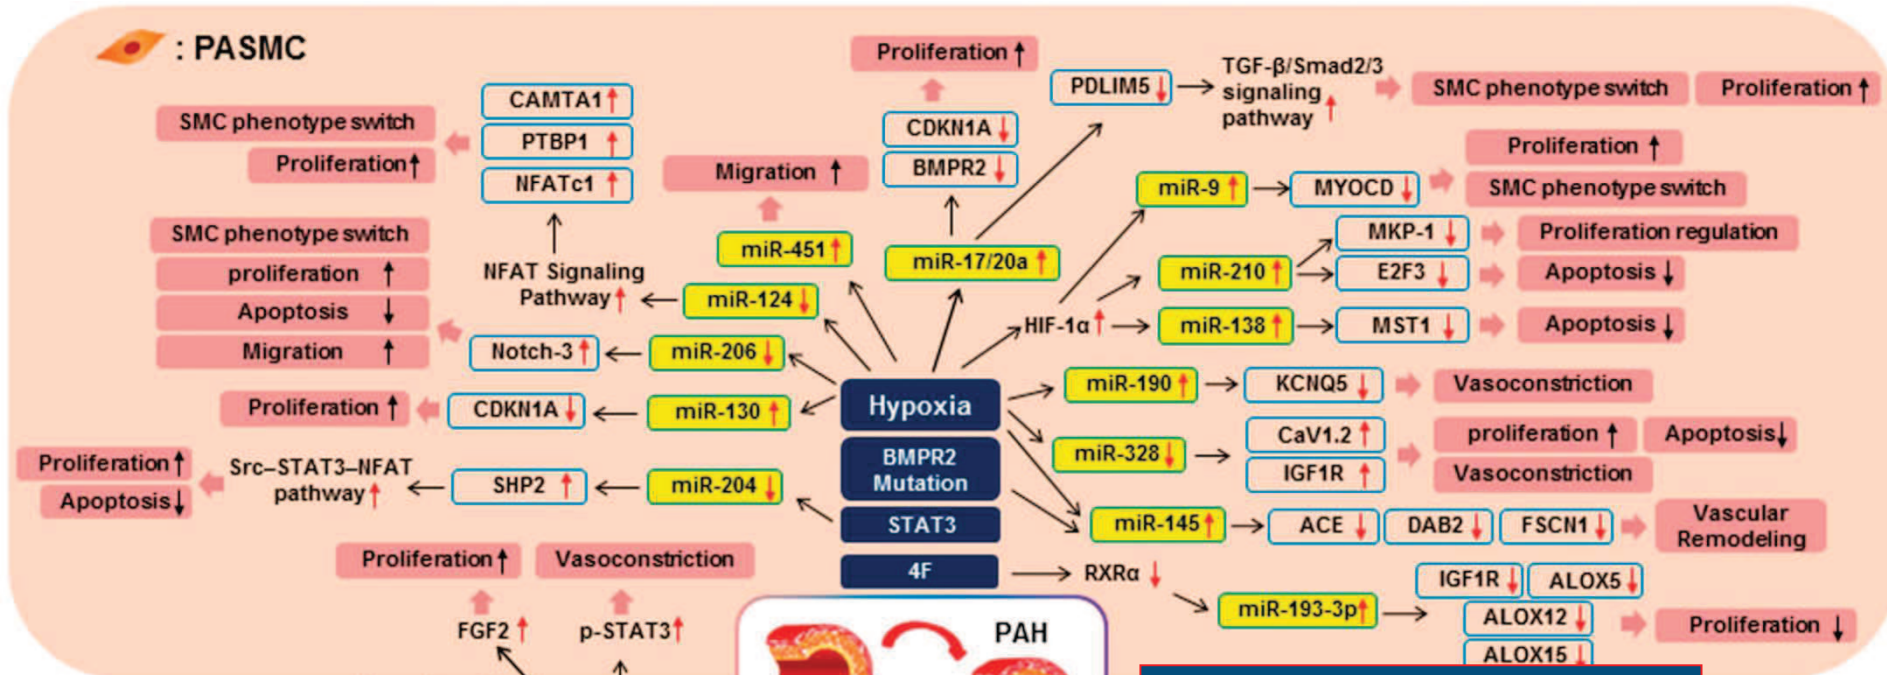 : PASMC
CAMTA1↑
PTBP1 ↑
NFATc1 ↑
SMC phenotype switch
Proliferation↑
NFAT Signaling
Pathway↑
miR-124↓
SMC phenotype switch
proliferation ↑
Apoptosis ↓
Migration ↑
Notch-3↑
miR-206↓
Proliferation ↑
CDKN1A↓
miR-130 ↑
Proliferation↑
Apoptosis↓
Src–STAT3–NFAT
pathway↑
SHP2 ↑
miR-204↓
Migration ↑
miR-451↑
Proliferation↑
CDKN1A↓
BMPR2↓
miR-17/20a↑
PDLIM5↓
TGF-β/Smad2/3
signaling
pathway ↑
SMC phenotype switch
Proliferation↑
miR-9↑
MYOCD↓
Proliferation ↑
SMC phenotype switch
HIF-1α↑
miR-210↑
MKP-1↓
Proliferation regulation
E2F3↓
Apoptosis↓
miR-138↑
MST1↓
Apoptosis↓
Hypoxia
BMPR2
Mutation
STAT3
4F
miR-190↑
KCNQ5↓
Vasoconstriction
miR-328↓
CaV1.2 ↑
IGF1R ↑
proliferation↑
Apoptosis↓
Vasoconstriction
miR-145↑
ACE↓
DAB2↓
FSCN1↓
Vascular
Remodeling
RXRα ↓
miR-193-3p↑
IGF1R↓
ALOX5↓
ALOX12↓
ALOX15↓
Proliferation ↓
Proliferation↑
Vasoconstriction
FGF2↑
p-STAT3↑
PAH